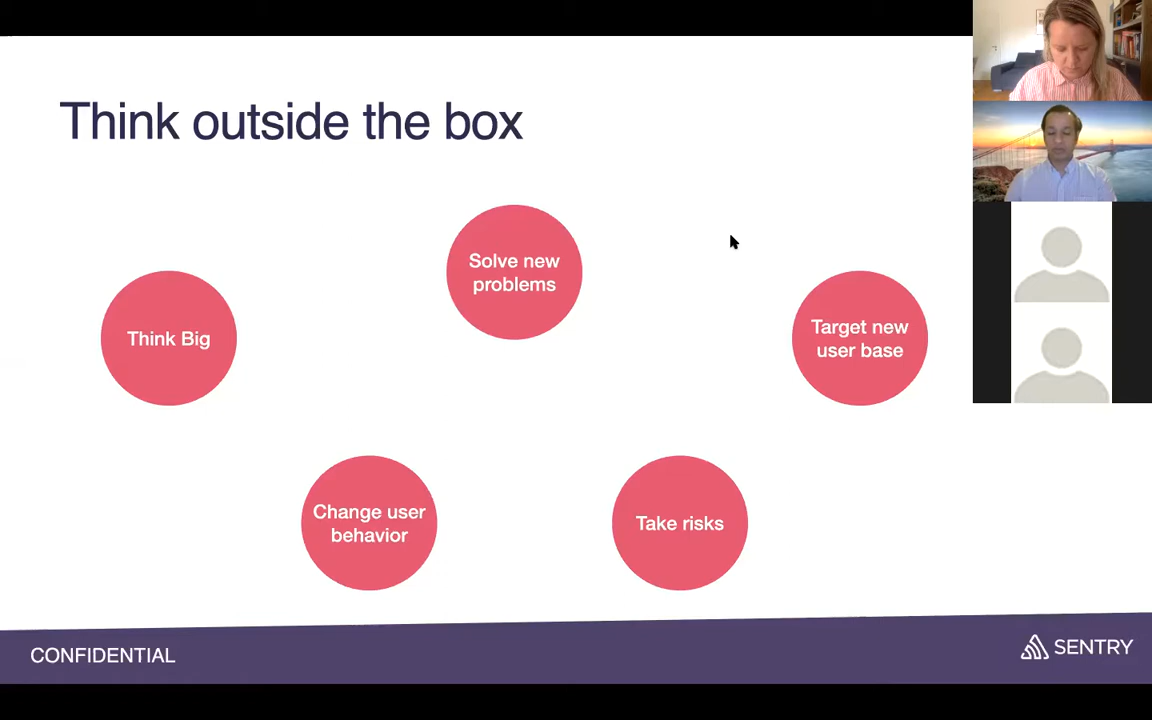 Think outside the box
Solve new
problems
Think Big
Target new
user base
Change user
behavior
Take risks
CONFIDENTIAL
SENTRY